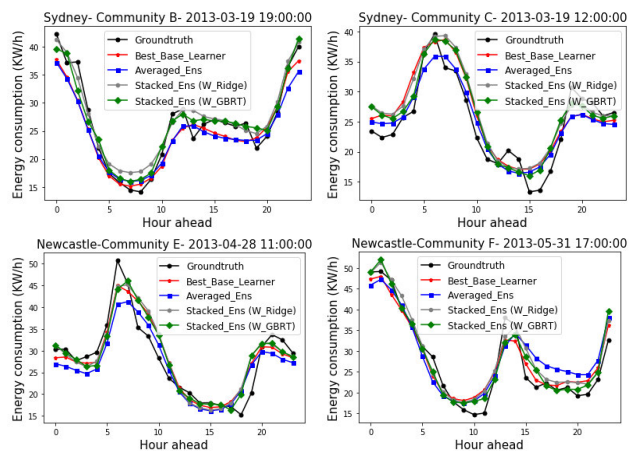 Sydney- Community B- 2013-03-19 19:00:00
Energy consumption (KW/h)
40
35
30
25
20
15
Groundtruth
Best_Base_Learner
Averaged_Ens
Stacked_Ens (W_Ridge)
Stacked_Ens (W_GBRT)
0 5 10 15 20
Hour ahead
Sydney- Community C- 2013-03-19 12:00:00
Energy consumption (KW/h)
40
35
30
25
20
15
Groundtruth
Best_Base_Learner
Averaged_Ens
Stacked_Ens (W_Ridge)
Stacked_Ens (W_GBRT)
0 5 10 15 20
Hour ahead
Newcastle-Community E- 2013-04-28 11:00:00
Energy consumption (KW/h)
50
45
40
35
30
25
20
15
Groundtruth
Best_Base_Learner
Averaged_Ens
Stacked_Ens (W_Ridge)
Stacked_Ens (W_GBRT)
0 5 10 15 20
Hour ahead
Newcastle-Community F- 2013-05-31 17:00:00
Energy consumption (KW/h)
50
45
40
35
30
25
20
15
Groundtruth
Best_Base_Learner
Averaged_Ens
Stacked_Ens (W_Ridge)
Stacked_Ens (W_GBRT)
0 5 10 15 20
Hour ahead